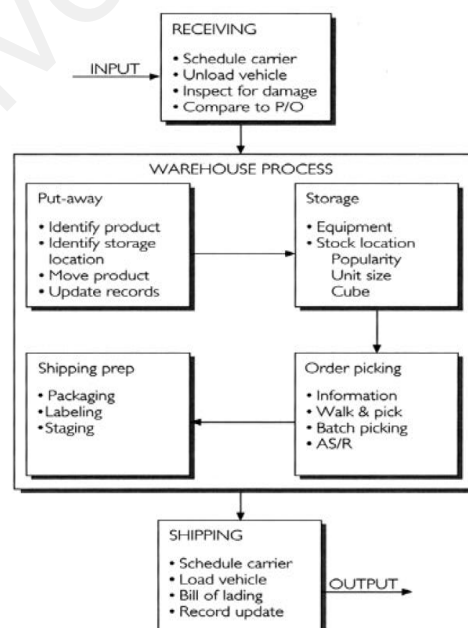 RECEIVING
• Schedule carrier
• Unload vehicle
• Inspect for damage
• Compare to P/O
INPUT
WAREHOUSE PROCESS
Put-away
• Identify product
• Identify storage
location
• Move product
• Update records
Storage
• Equipment
• Stock location
Popularity
Unit size
Cube
Shipping prep
• Packaging
• Labeling
• Staging
Order picking
• Information
• Walk & pick
• Batch picking
• AS/R
SHIPPING
• Schedule carrier
• Load vehicle
• Bill of lading
• Record update
OUTPUT